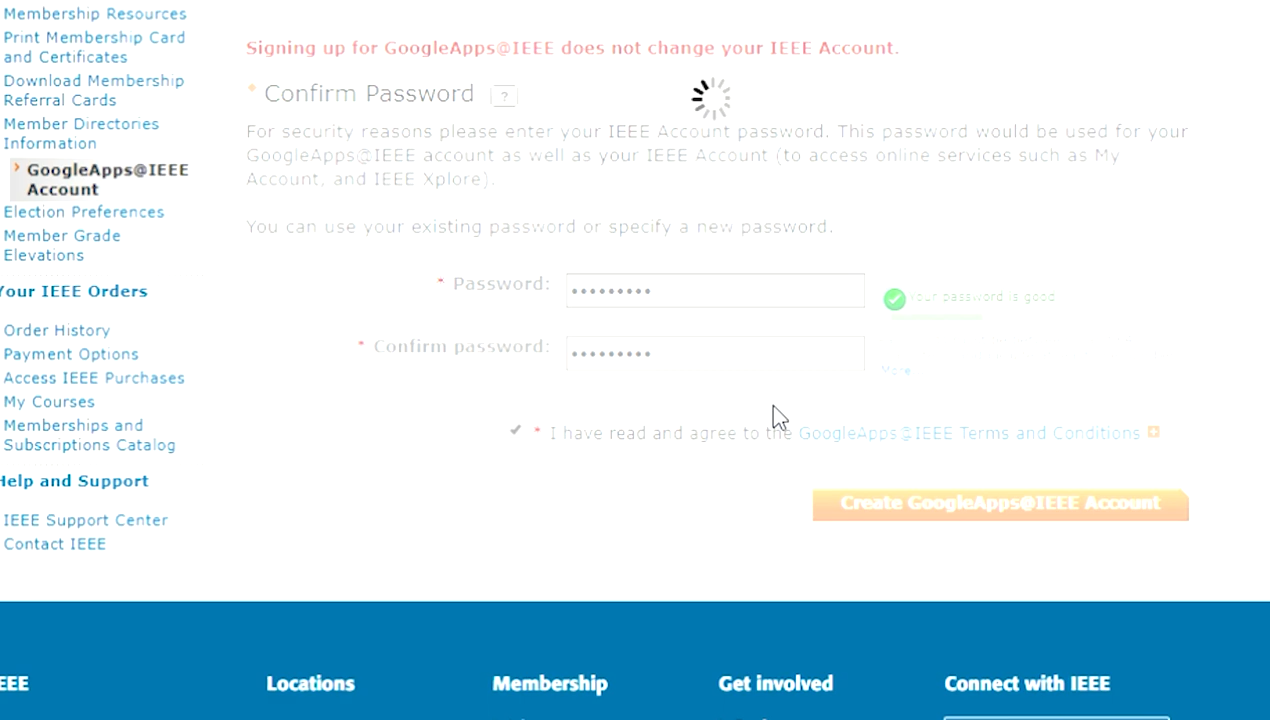 Membership Resources
Print Membership Card
and Certificates
Download Membership
Referral Cards
Member Directories
Information
GoogleApps@IEEE
Account
Election Preferences
Member Grade
Elevations
Your IEEE Orders
Order History
Payment Options
Access IEEE Purchases
My Courses
Memberships and
Subscriptions Catalog
Help and Support
IEEE Support Center
Contact IEEE
Signing up for GoogleApps@IEEE does not change your IEEE Account.
* Confirm Password ?
For security reasons please enter your IEEE Account password. This password would be used for your
GoogleApps@IEEE account as well as your IEEE Account (to access online services such as My
Account, and IEEE Xplore).
You can use your existing password or specify a new password.
* Password: •••••••••
Your password is good
* Confirm password: •••••••••
More
* I have read and agree to the GoogleApps@IEEE Terms and Conditions
Create GoogleApps@IEEE Account
EEE
Locations
Membership
Get involved
Connect with IEEE